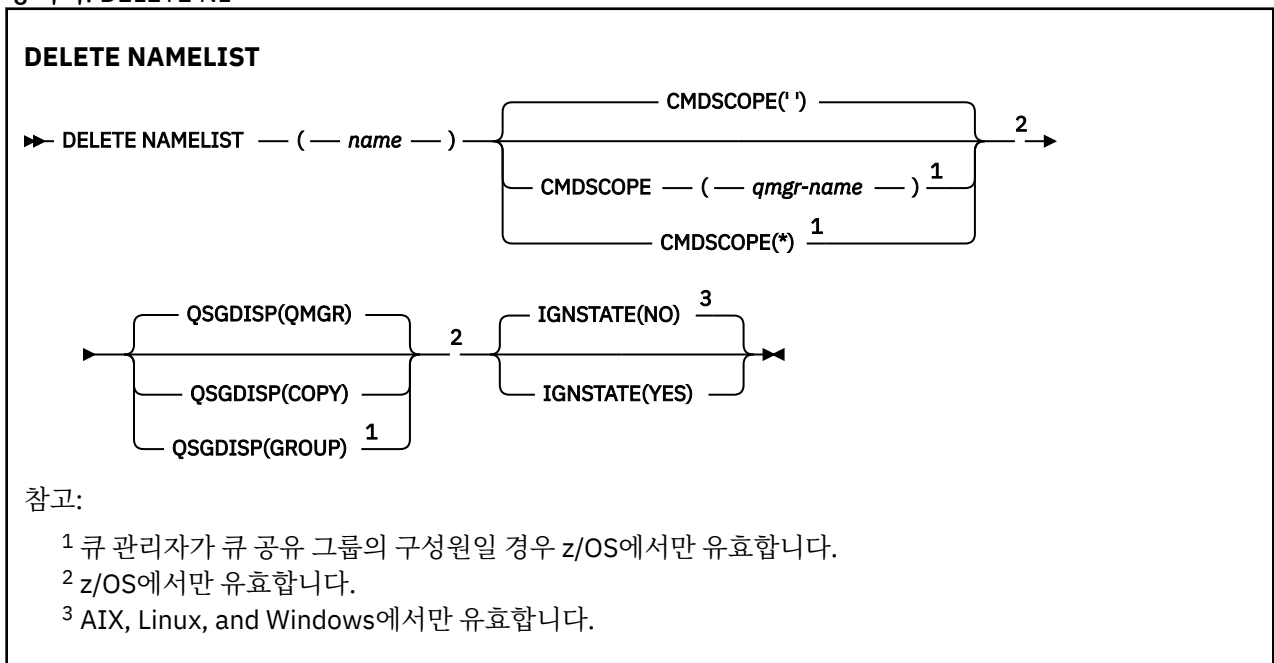 DELETE NAMELIST
CMDSCOPE(' ')
DELETE NAMELIST ( name ) 2
CMDSCOPE ( qmgr-name ) 1
CMDSCOPE(*) 1
QSGDISP(QMGR) IGNSTATE(NO) 3
2
QSGDISP(COPY) IGNSTATE(YES)
QSGDISP(GROUP) 1
참고:
1 큐 관리자가 큐 공유 그룹의 구성원일 경우 z/OS에서만 유효합니다.
2 z/OS에서만 유효합니다.
3 AIX, Linux, and Windows에서만 유효합니다.